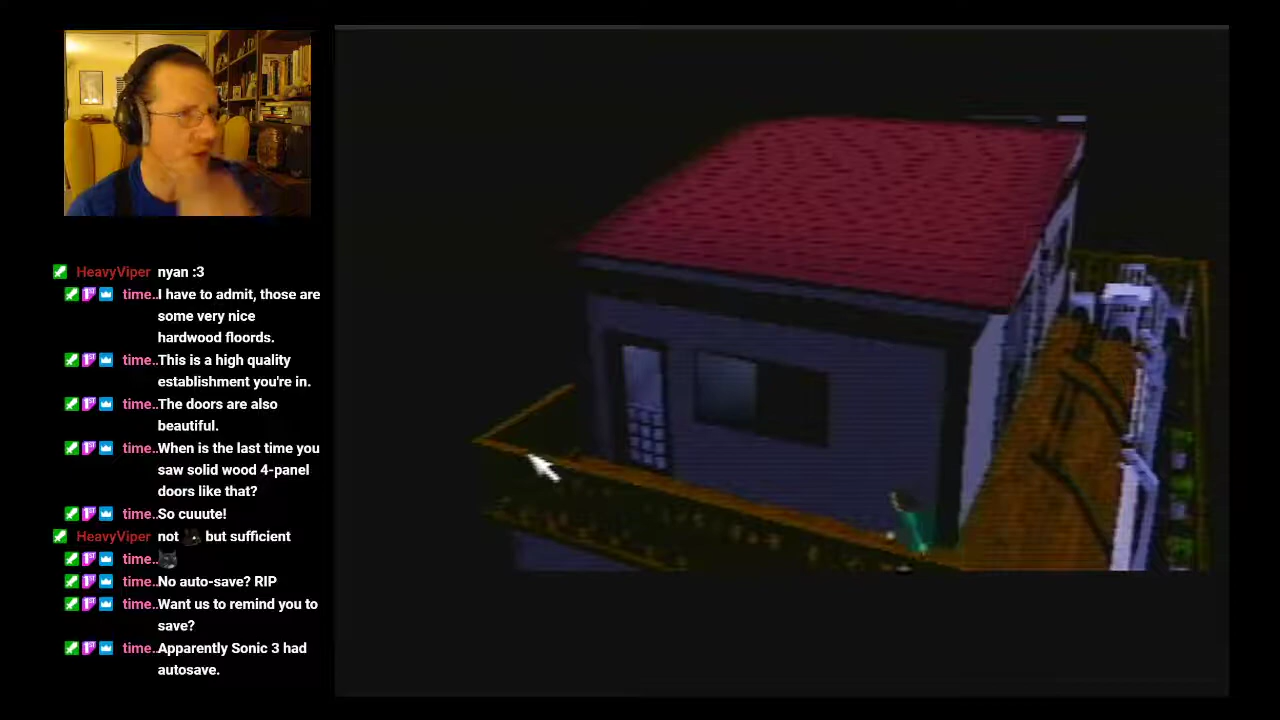 HeavyViper nyan :3
time..I have to admit, those are
some very nice
hardwood floords.
time..This is a high quality
establishment you're in.
time..The doors are also
beautiful.
time..When is the last time you
saw solid wood 4-panel
doors like that?
time..So cuuute!
HeavyViper not but sufficient
time..
time..No auto-save? RIP
time..Want us to remind you to
save?
time..Apparently Sonic 3 had
autosave.